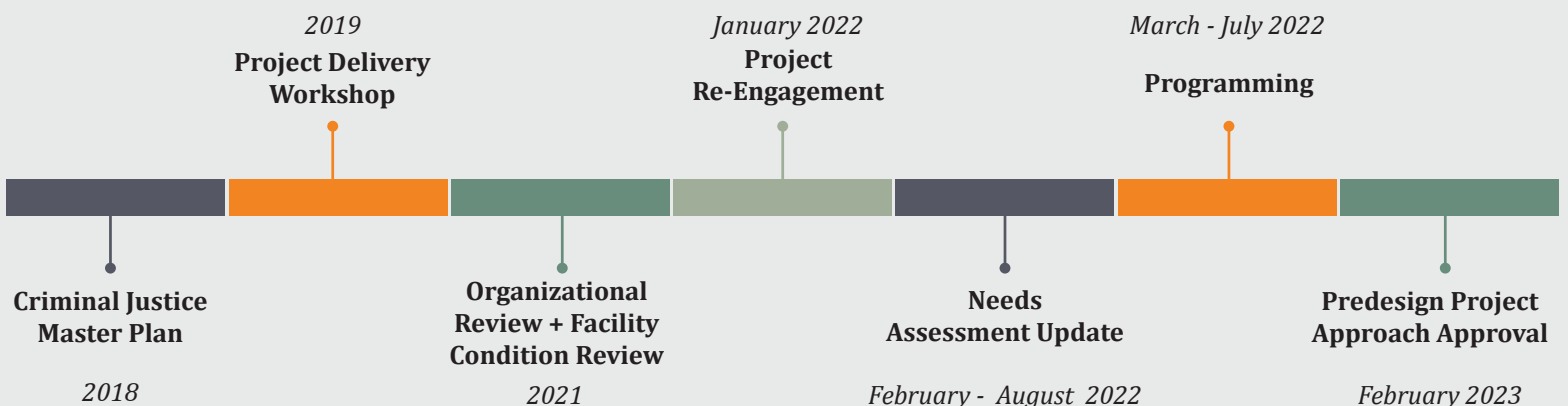 2019
Project Delivery
Workshop
January 2022
Project
Re-Engagement
March - July 2022
Programming
Criminal Justice
Master Plan
2018
Organizational
Review + Facility
Condition Review
2021
Needs
Assessment Update
February - August 2022
Predesign Project
Approach Approval
February 2023